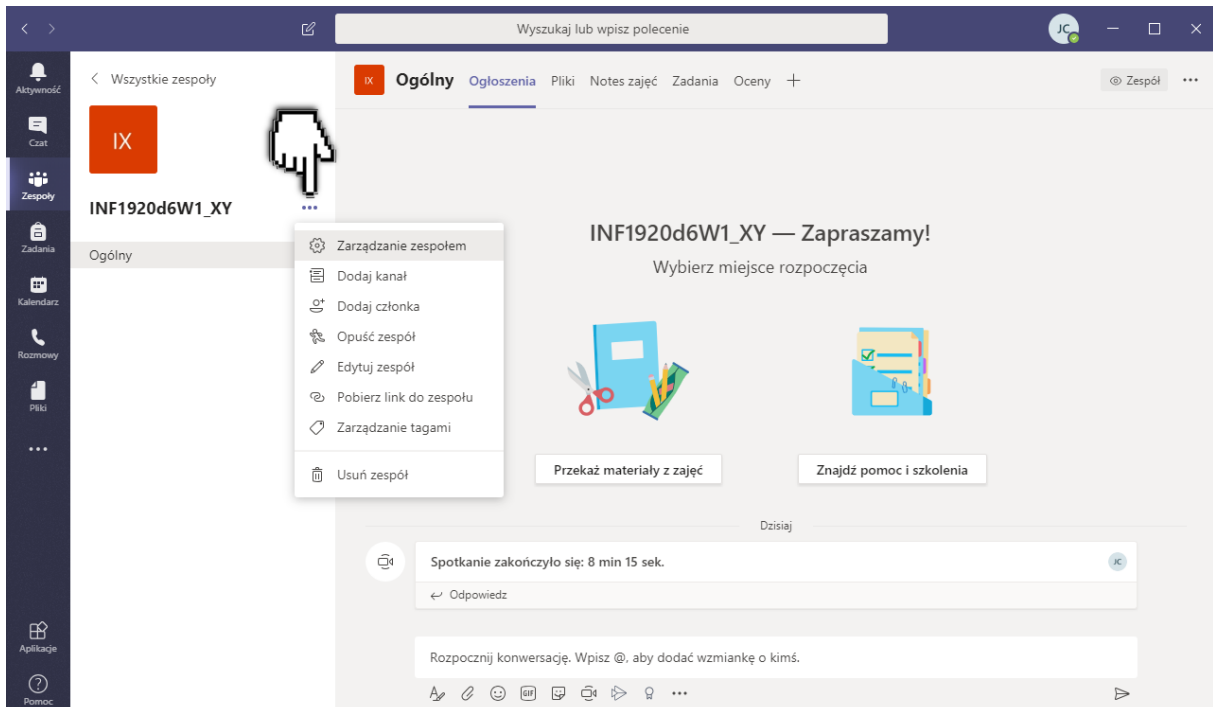 Wyszukaj lub wpisz polecenie
JC
Aktywność
Czat
Zespoły
Zadania
Kalendarz
Rozmowy
Pliki
Aplikacje
Pomoc
Wszystkie zespoły
IX
INF1920d6W1_XY
Ogólny
Zarządzanie zespołem
Dodaj kanał
Dodaj członka
Opuść zespół
Edytuj zespół
Pobierz link do zespołu
Zarządzanie tagami
Usuń zespół
IX Ogólny Ogłoszenia Pliki Notes zajęć Zadania Oceny Zespół
INF1920d6W1_XY — Zapraszamy!
Wybierz miejsce rozpoczęcia
Przekaż materiały z zajęć Znajdź pomoc i szkolenia
Dzisiaj
Spotkanie zakończyło się: 8 min 15 sek. JC
Odpowiedz
Rozpocznij konwersację. Wpisz @, aby dodać wzmiankę o kimś.
GIF